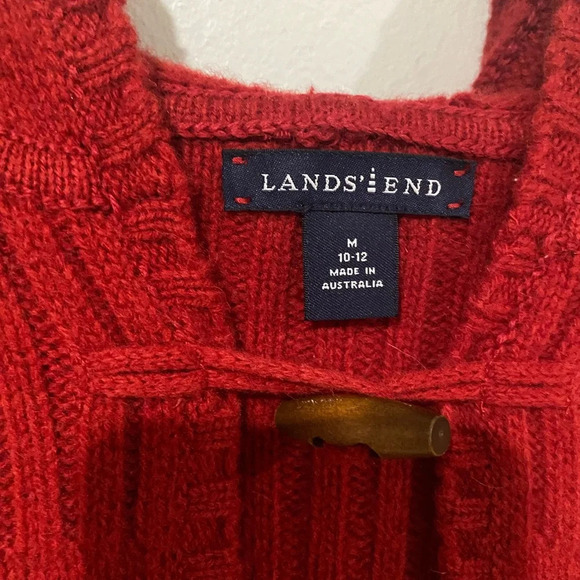 LANDS' END
M
10-12
MADE IN
AUSTRALIA